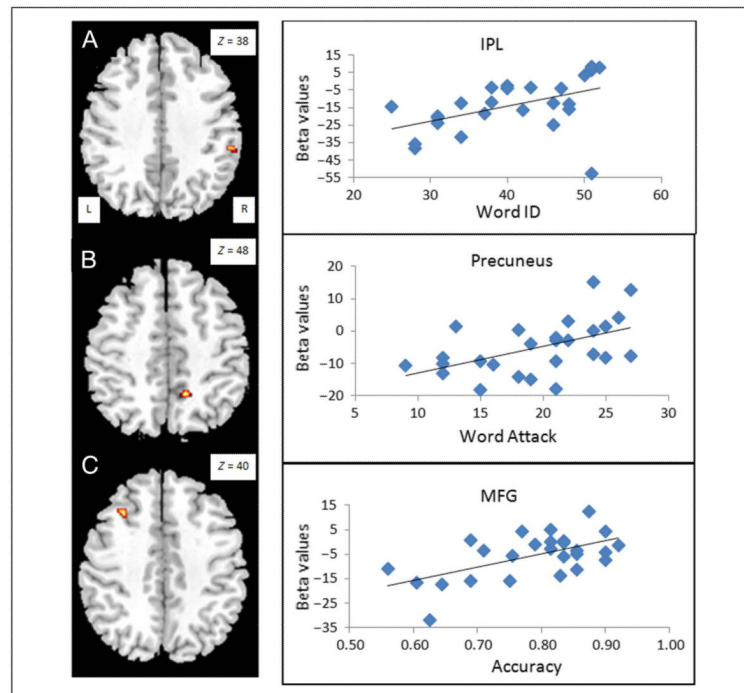 A
Z = 38
L
R
IPL
Beta values
15
5
−5
−15
−25
−35
−45
−55
20
30
40
50
60
Word ID
B
Z = 48
Precuneus
Beta values
20
10
0
−10
−20
5
10
15
20
25
30
Word Attack
C
Z = 40
MFG
Beta values
15
5
−5
−15
−25
−35
0.50
0.60
0.70
0.80
0.90
1.00
Accuracy